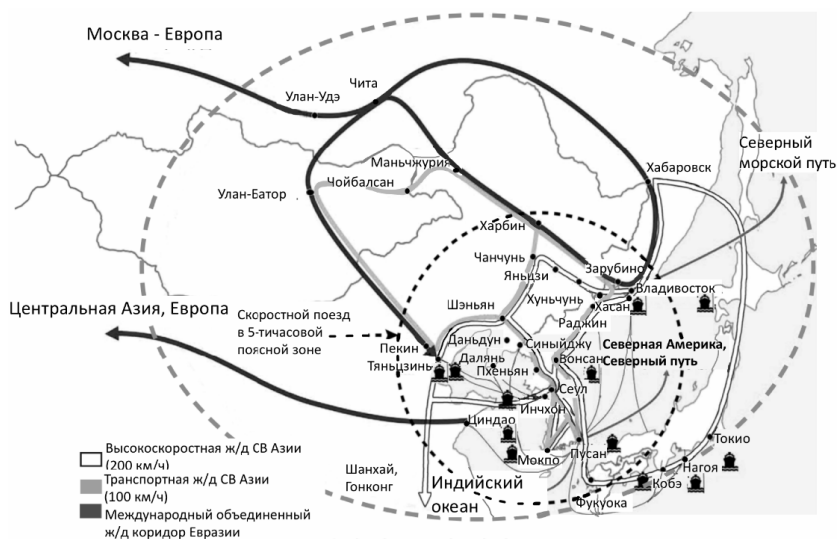 Москва - Европа
Чита
Улан-Удэ
Северный
морской путь
Маньчжурия
Хабаровск
Чойбалсан
Улан-Батор
Харбин
Чанчунь
Зарубино
Яньцзи
Владивосток
Центральная Азия, Европа
Скоростной поезд
в 5-тичасовой
поясной зоне
Шэньян
Хуньчунь
Хасан
Раджин
Даньдун
Синыйджу
Северная Америка,
Северный путь
Пекин
Далянь
Вонсан
Тяньцзинь
Пхеньян
Сеул
Инчхон
Циндао
Токио
Мокпо
Пусан
Нагоя
Кобэ
Фукуока
Шанхай,
Гонконг
Индийский
океан
Высокоскоростная ж/д СВ Азии
(200 км/ч)
Транспортная ж/д СВ Азии
(100 км/ч)
Международный объединенный
ж/д коридор Евразии